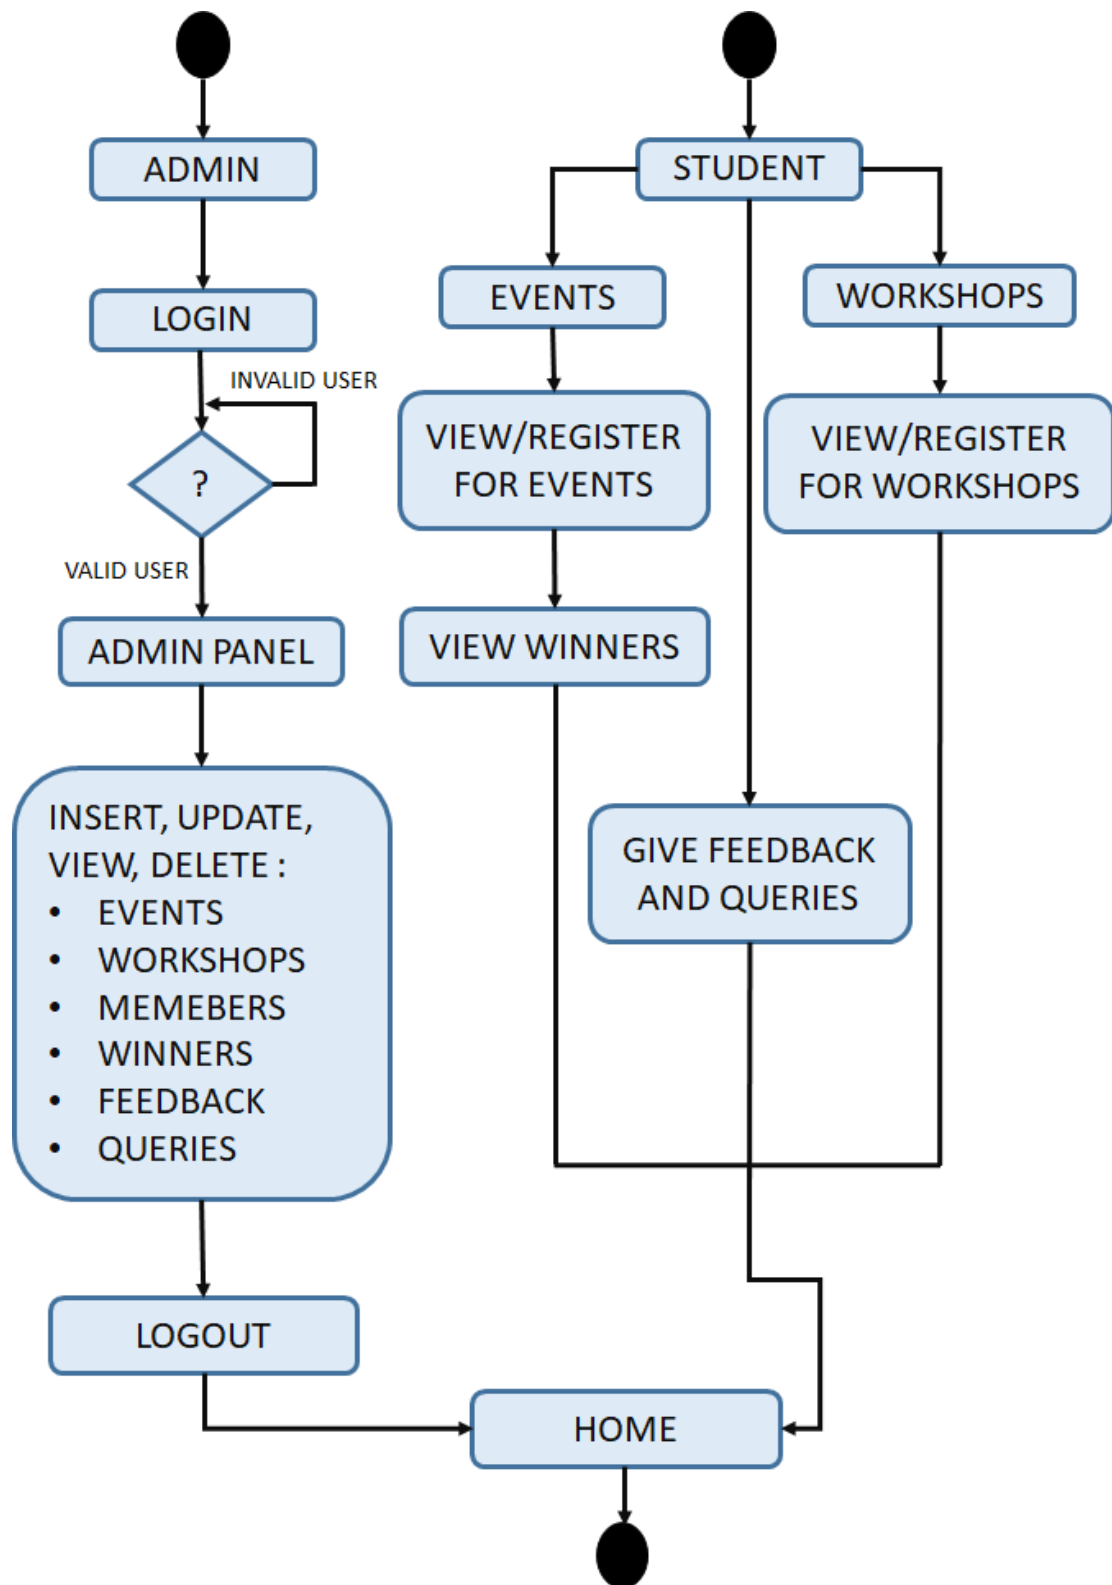 ADMIN
LOGIN
INVALID USER
?
VALID USER
ADMIN PANEL
INSERT, UPDATE,
VIEW, DELETE :
• EVENTS
• WORKSHOPS
• MEMEBERS
• WINNERS
• FEEDBACK
• QUERIES
LOGOUT
STUDENT
EVENTS
VIEW/REGISTER
FOR EVENTS
VIEW WINNERS
GIVE FEEDBACK
AND QUERIES
WORKSHOPS
VIEW/REGISTER
FOR WORKSHOPS
HOME